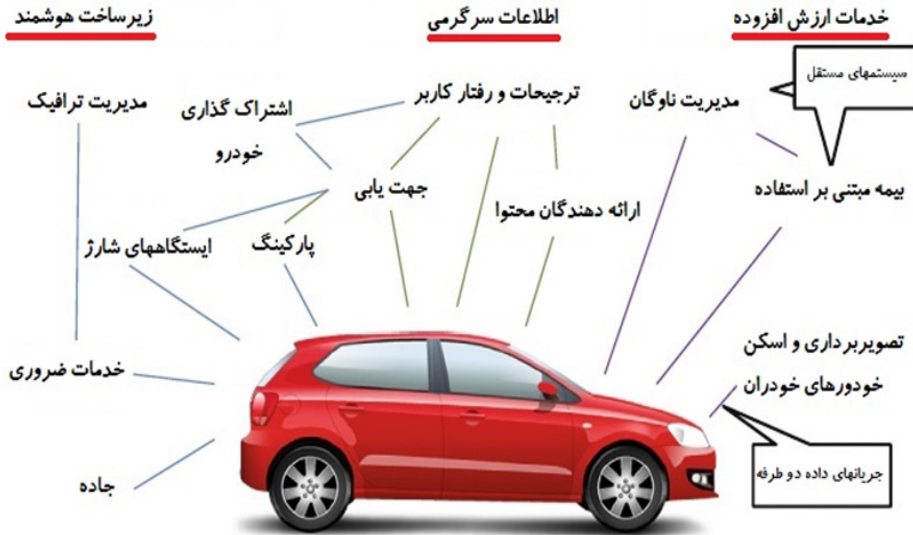 خدمات ارزش افزوده
اطلاعات سرگرمی
زیرساخت هوشمند
سیستمهای مستقل
مدیریت ناوگان
ترجیحات و رفتار کاربر
اشتراک گذاری
خودرو
مدیریت ترافیک
بیمه مبتنی بر استفاده
جهت یابی
ارائه دهندگان محتوا
پارکینگ
ایستگاههای شارژ
تصویربرداری و اسکن
خودورهای خودران
خدمات ضروری
جریانهای داده دو طرفه
جاده